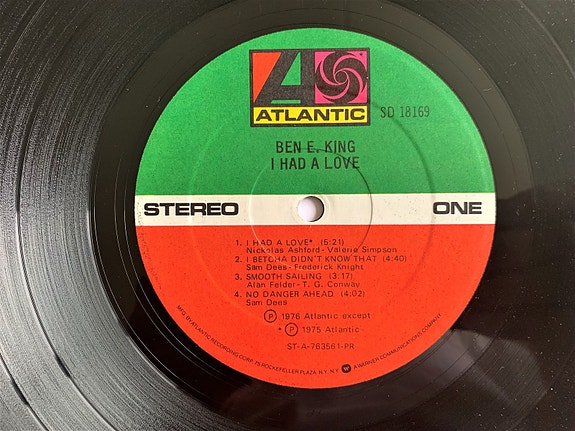 ATLANTIC
SD 18169
BEN E. KING
I HAD A LOVE
STEREO ONE
1. I HAD A LOVE* (5:21)
Nickolas Ashford - Valerie Simpson
2. I BETCHA DIDN'T KNOW THAT (4:40)
Sam Dees - Frederick Knight
3. SMOOTH SAILING (3:17)
Alan Felder - T. G. Conway
4. NO DANGER AHEAD (4:02)
Sam Dees
Ⓟ 1976 Atlantic except
* Ⓟ 1975 Atlantic
ST-A-763561-PR
MFG. BY ATLANTIC RECORDING CORP. 75 ROCKEFELLER PLAZA, N.Y. N.Y. A WARNER COMMUNICATIONS COMPANY